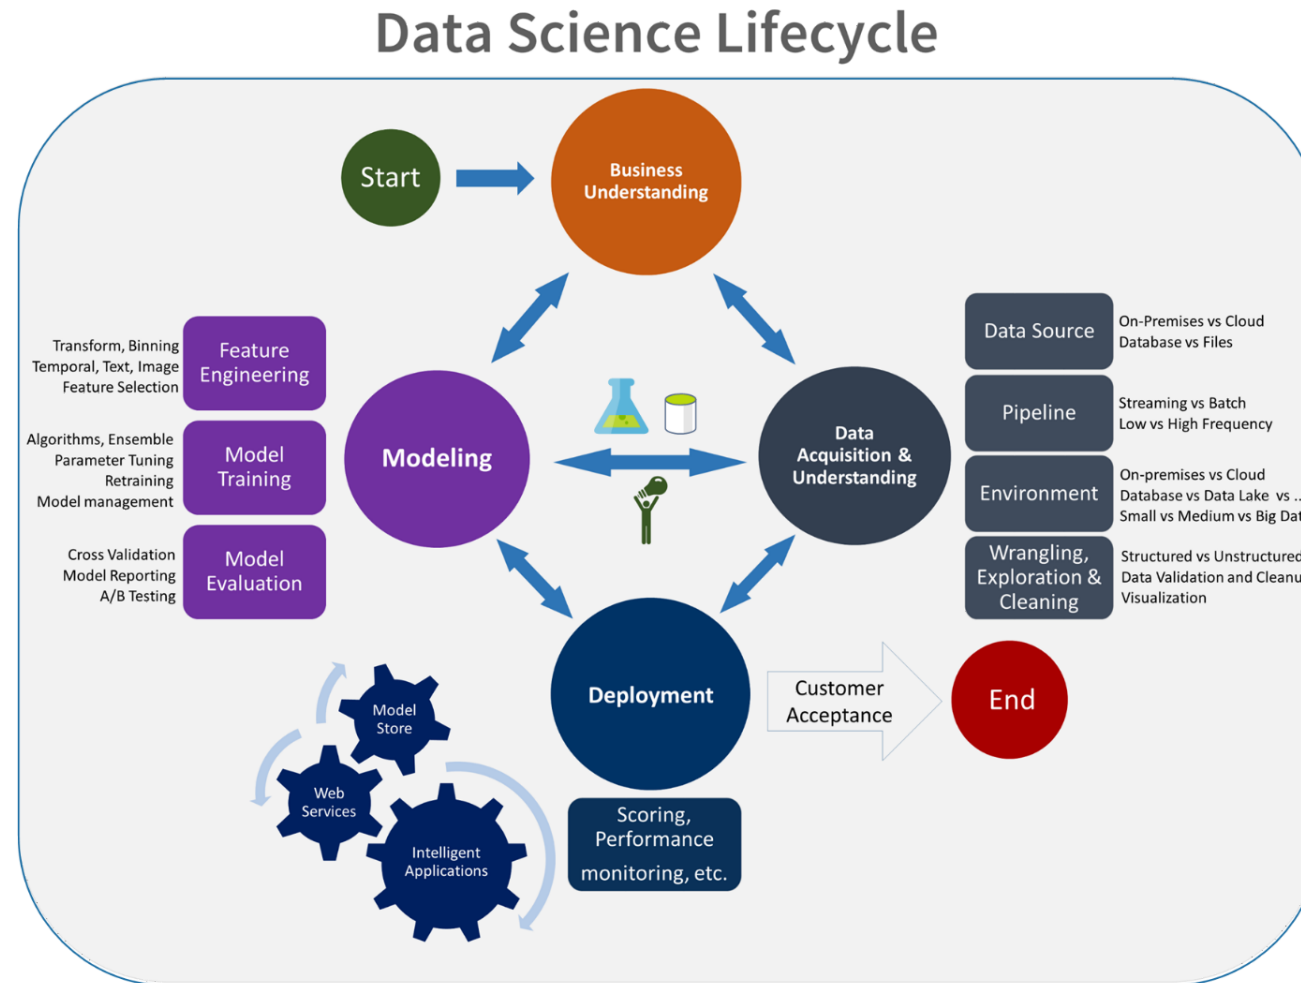 Data Science Lifecycle
Start
Business
Understanding
Transform, Binning
Temporal, Text, Image
Feature Selection
Feature
Engineering
Algorithms, Ensemble
Parameter Tuning
Retraining
Model management
Model
Training
Cross Validation
Model Reporting
A/B Testing
Model
Evaluation
Modeling
Data
Acquisition &
Understanding
Data Source
On-Premises vs Cloud
Database vs Files
Pipeline
Streaming vs Batch
Low vs High Frequency
Environment
On-premises vs Cloud
Database vs Data Lake vs ..
Small vs Medium vs Big Dat
Wrangling,
Exploration &
Cleaning
Structured vs Unstructured
Data Validation and Cleanu
Visualization
Deployment
Customer
Acceptance
End
Model
Store
Web
Services
Intelligent
Applications
Scoring,
Performance
monitoring, etc.